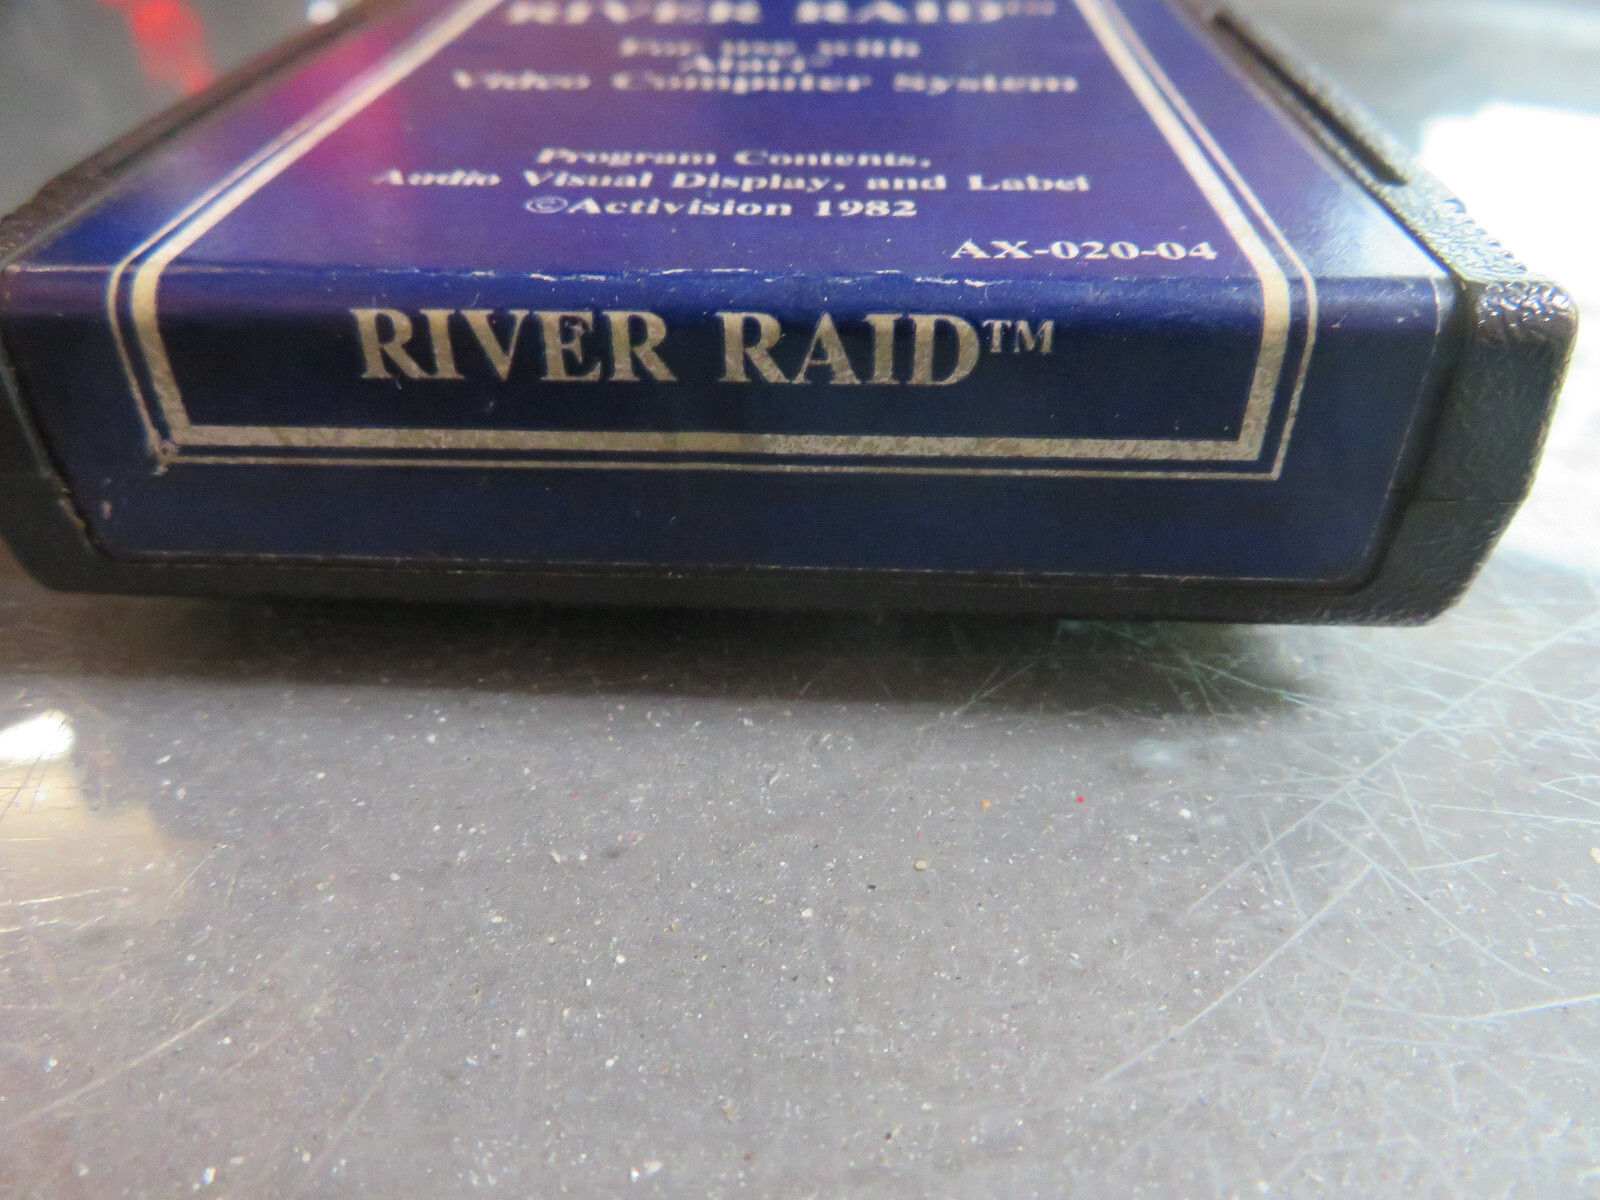 RIVER RAID™
For use with
Atari®
Video Computer System
Program Contents,
Audio Visual Display, and Label
©Activision 1982
AX-020-04
RIVER RAID™